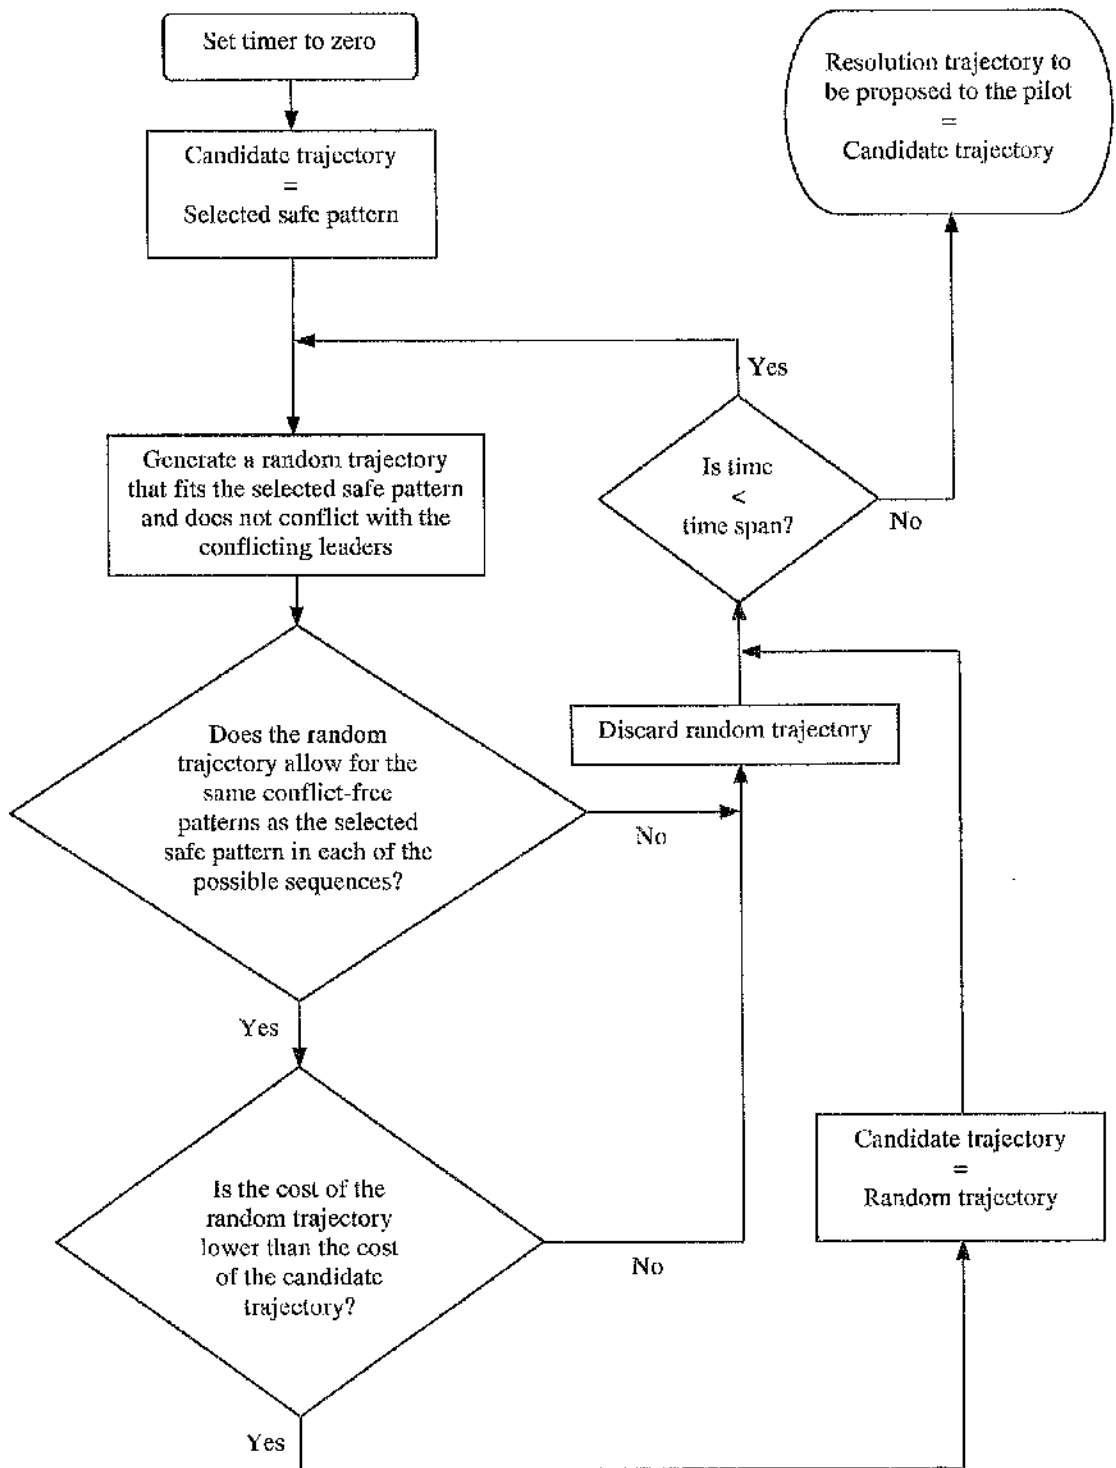 Set timer to zero
Candidate trajectory
=
Selected safe pattern
Resolution trajectory to
be proposed to the pilot
=
Candidate trajectory
Yes
Is time
<
time span?
No
Generate a random trajectory
that fits the selected safe pattern
and does not conflict with the
conflicting leaders
Discard random trajectory
Does the random
trajectory allow for the
same conflict-free
patterns as the selected
safe pattern in each of the
possible sequences?
No
Yes
Is the cost of the
random trajectory
lower than the cost
of the candidate
trajectory?
No
Candidate trajectory
=
Random trajectory
Yes